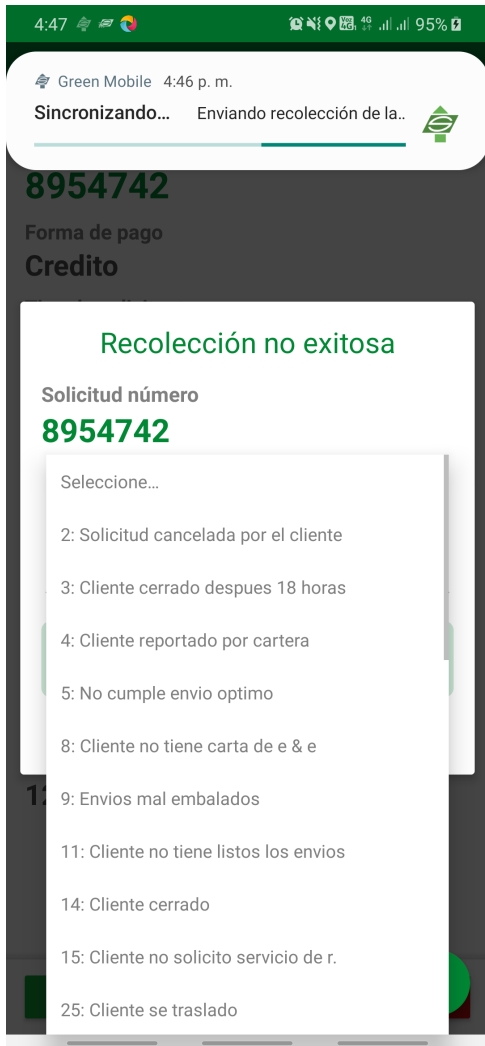 4:47
95%
Green Mobile 4:46 p. m.
Sincronizando... Enviando recolección de la..
8954742
Forma de pago
Credito
Recolección no exitosa
Solicitud número
8954742
Seleccione...
2: Solicitud cancelada por el cliente
3: Cliente cerrado despues 18 horas
4: Cliente reportado por cartera
5: No cumple envio optimo
8: Cliente no tiene carta de e & e
9: Envios mal embalados
11: Cliente no tiene listos los envios
14: Cliente cerrado
15: Cliente no solicito servicio de r.
25: Cliente se traslado